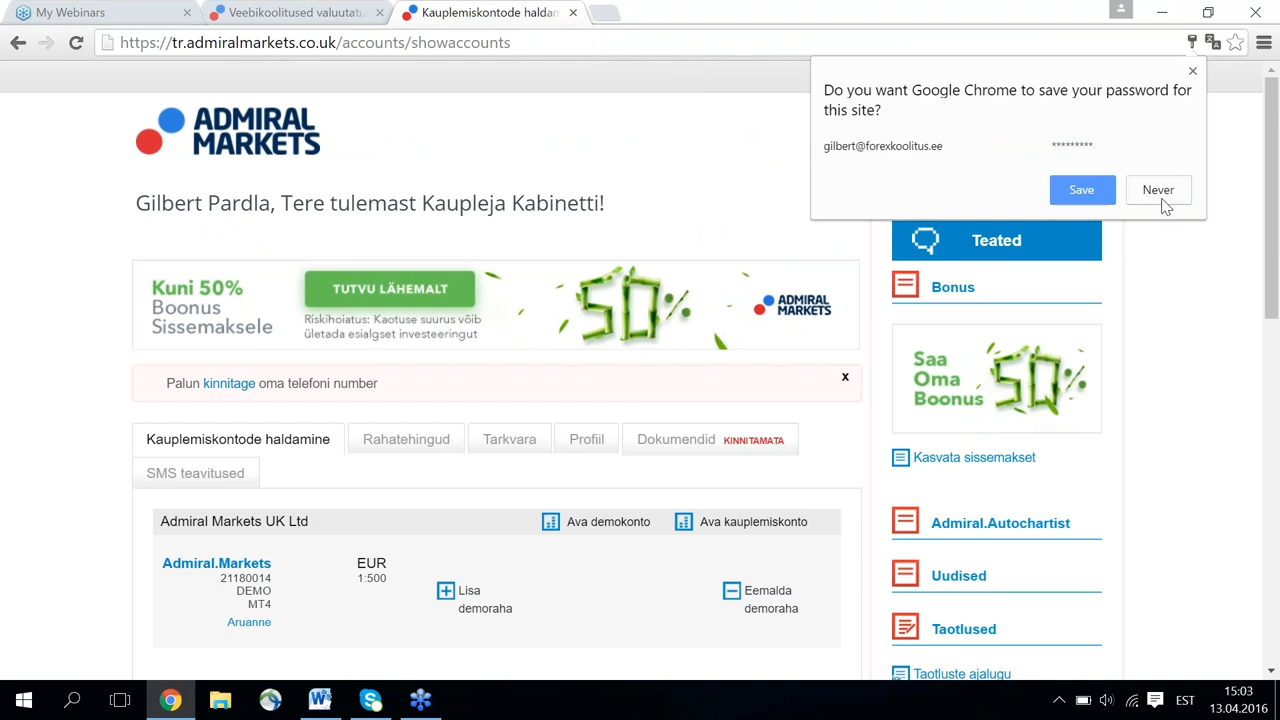 My Webinars
Veebikoolitused valuutatu
Kauplemiskontode haldan
https://tr.admiralmarkets.co.uk/accounts/showaccounts
Do you want Google Chrome to save your password for
this site?
gilbert@forexkoolitus.ee *********
Save Never
ADMIRAL
MARKETS
Gilbert Pardla, Tere tulemast Kaupleja Kabinetti!
Kuni 50%
Boonus
Sissemaksele
TUTVU LÄHEMALT
Riskihoiatus: Kaotuse suurus võib
ületada esialgset investeeringut
50%
ADMIRAL
MARKETS
Palun kinnitage oma telefoni number x
Kauplemiskontode haldamine Rahatehingud Tarkvara Profiil Dokumendid KINNITAMATA
SMS teavitused
Admiral Markets UK Ltd Ava demokonto Ava kauplemiskonto
Admiral.Markets
21180014
DEMO
MT4
Aruanne
EUR
1:500
Lisa
demoraha
Eemalda
demoraha
Teated
Bonus
Saa
Oma
Boonus
50%
Kasvata sissemakset
Admiral.Autochartist
Uudised
Taotlused
Taotluste ajalugu
EST
15:03
13.04.2016